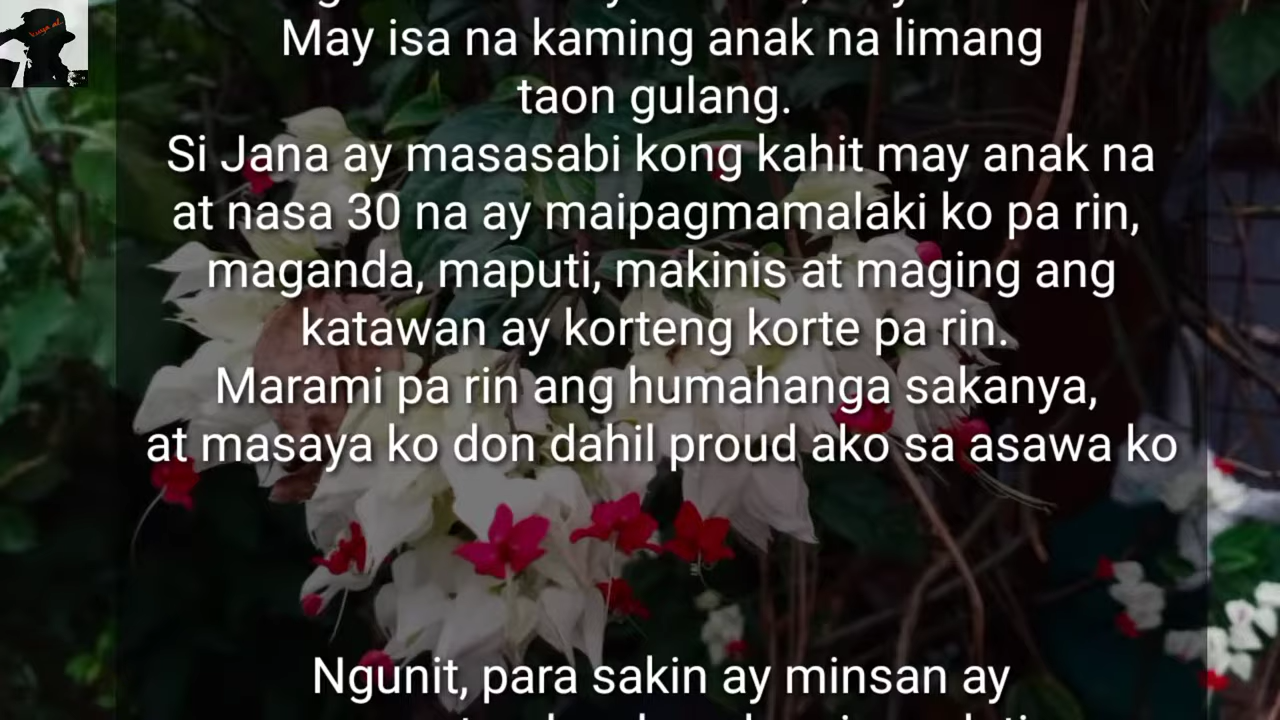 May isa na kaming anak na limang
taon gulang.
Si Jana ay masasabi kong kahit may anak na
at nasa 30 na ay maipagmamalaki ko pa rin,
maganda, maputi, makinis at maging ang
katawan ay korteng korte pa rin.
Marami pa rin ang humahanga sakanya,
at masaya ko don dahil proud ako sa asawa ko
Ngunit, para sakin ay minsan ay